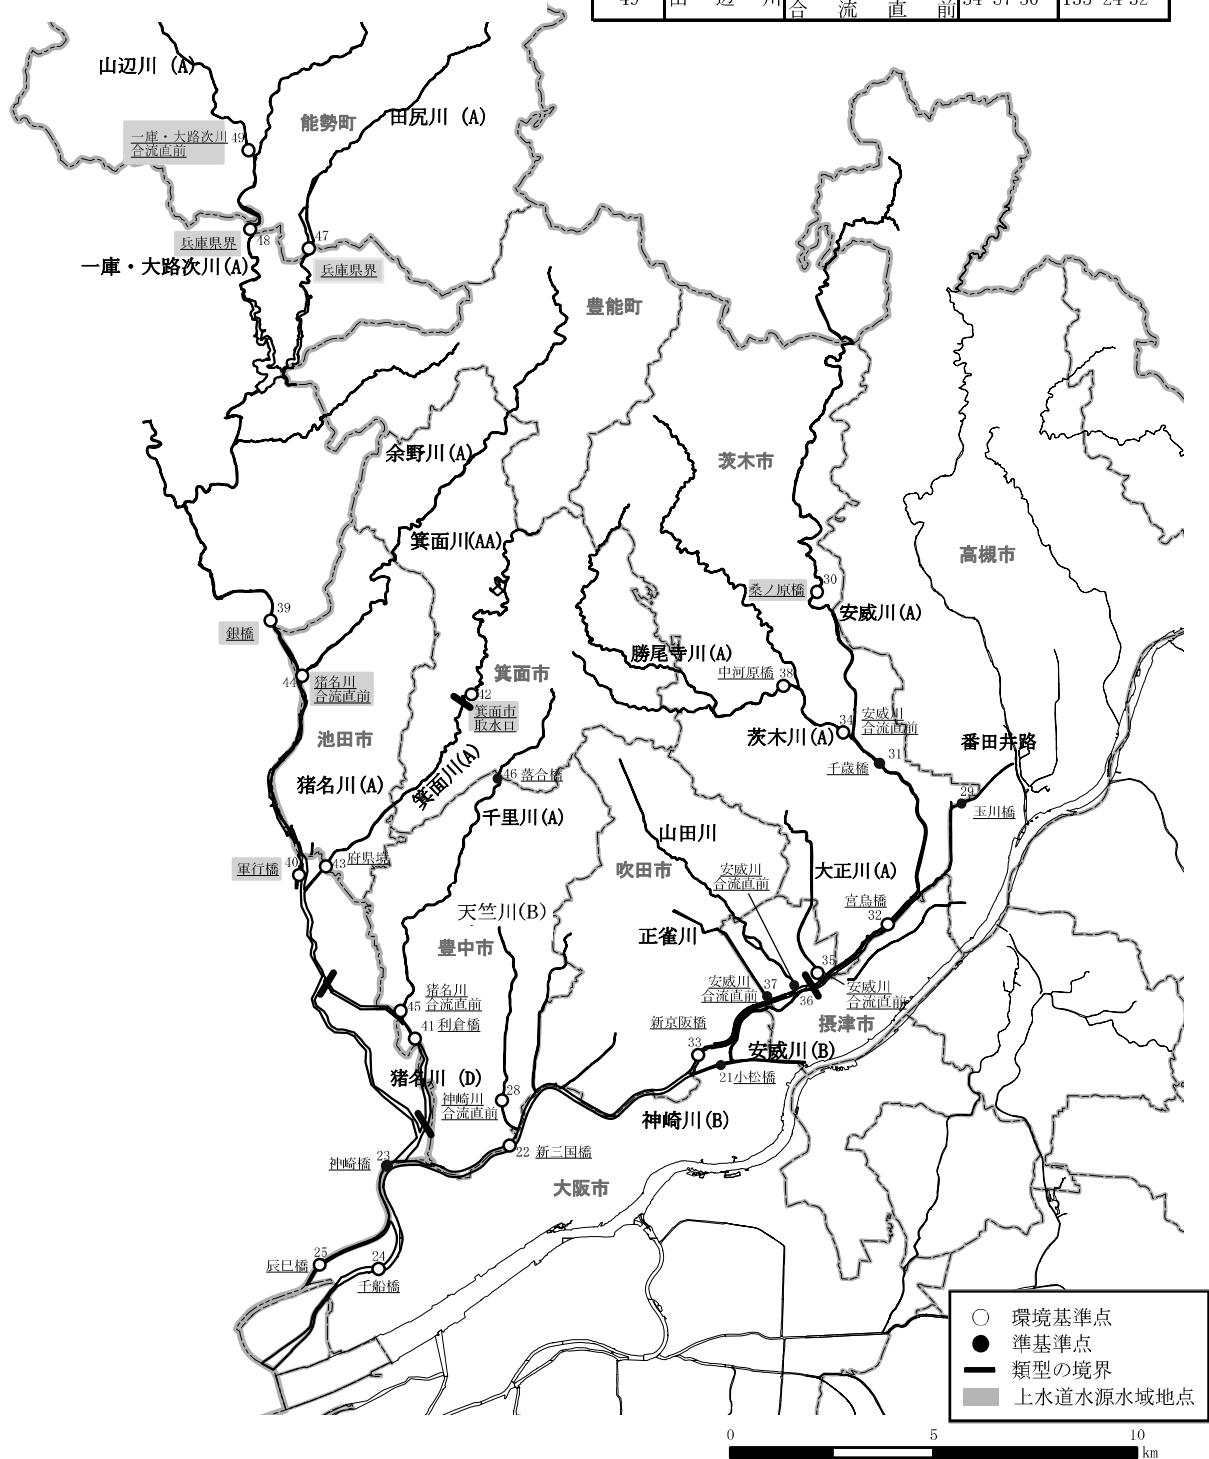 49 山 辺 川 合 流 直 前 34-57-30 135-24-32
山辺川 (A)
能勢町
田尻川 (A)
一庫・大路次川
合流直前
49
兵庫県界
48
47
兵庫県界
一庫・大路次川(A)
豊能町
余野川(A)
茨木市
箕面川(AA)
高槻市
30
桑ノ原橋
安威川(A)
39
銀橋
勝尾寺川(A)
中河原橋
38
箕面市
44
猪名川
合流直前
42
箕面市
取水口
34
安威川
合流直前
池田市
茨木川(A)
31
番田井路
千歳橋
猪名川(A)
箕面川(A)
46
落合橋
29
玉川橋
千里川(A)
山田川
40
軍行橋
43
府県境
吹田市
安威川
合流直前
大正川(A)
宮鳥橋
32
天竺川(B)
正雀川
豊中市
35
安威川
合流直前
37
36
安威川
合流直前
猪名川
合流直前
45
41
利倉橋
新京阪橋
33
摂津市
安威川(B)
21
小松橋
猪名川 (D)
28
神崎川
合流直前
神崎川(B)
22
新三国橋
神崎橋
23
大阪市
25
辰巳橋
24
千船橋
環境基準点
準基準点
類型の境界
上水道水源水域地点
0
5
10
km